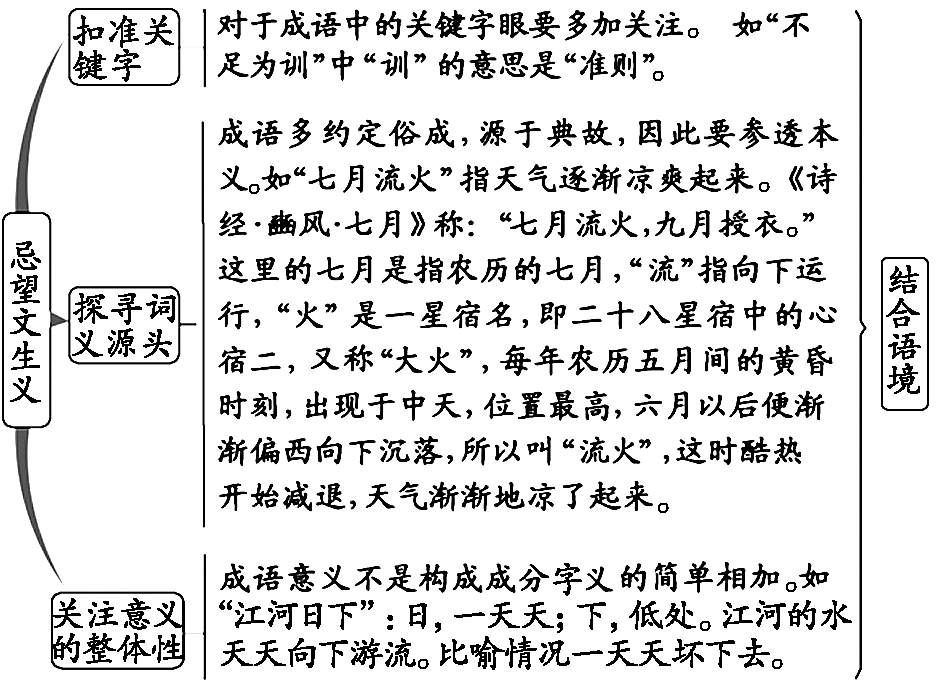 忌望文生义
扣准关
键字
对于成语中的关键字眼要多加关注。 如“不
足为训”中“训”的意思是“准则”。
探寻词
义源头
成语多约定俗成,源于典故,因此要参透本
义。如“七月流火”指天气逐渐凉爽起来。《诗
经·豳风·七月》称:“七月流火,九月授衣。”
这里的七月是指农历的七月,“流”指向下运
行,“火”是一星宿名,即二十八星宿中的心
宿二,又称“大火”,每年农历五月间的黄昏
时刻,出现于中天,位置最高,六月以后便渐
渐偏西向下沉落,所以叫“流火”,这时酷热
开始减退,天气渐渐地凉了起来。
关注意义
的整体性
成语意义不是构成成分字义的简单相加。如
“江河日下”:日,一天天;下,低处。江河的水
天天向下游流。比喻情况一天天坏下去。
结合语境